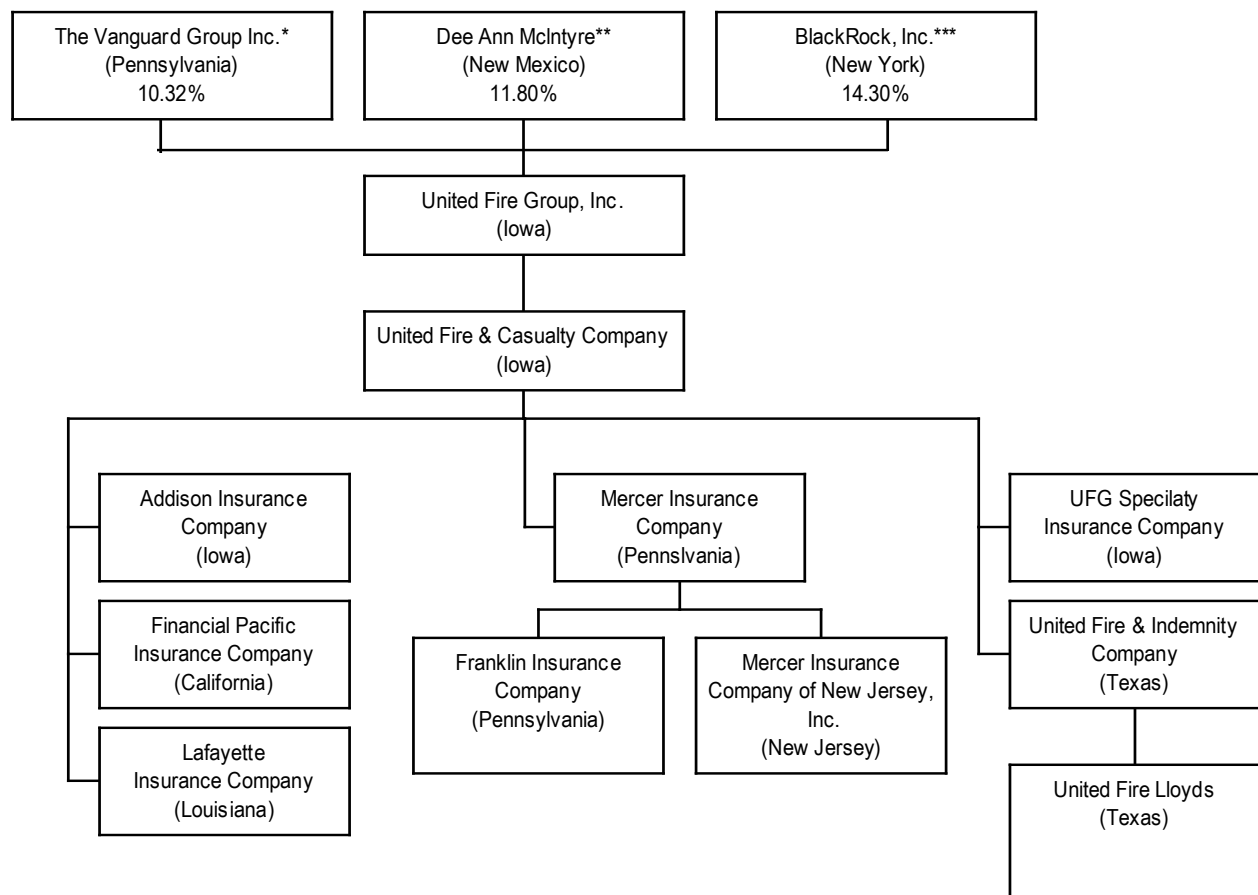 The Vanguard Group Inc.*
(Pennsylvania)
10.32%
Dee Ann McIntyre**
(New Mexico)
11.80%
BlackRock, Inc.***
(New York)
14.30%
United Fire Group, Inc.
(Iowa)
United Fire & Casualty Company
(Iowa)
Addison Insurance
Company
(Iowa)
Financial Pacific
Insurance Company
(California)
Lafayette
Insurance Company
(Louisiana)
Mercer Insurance
Company
(Pennslvania)
Franklin Insurance
Company
(Pennsylvania)
Mercer Insurance
Company of New Jersey,
Inc.
(New Jersey)
UFG Specilaty
Insurance Company
(Iowa)
United Fire & Indemnity
Company
(Texas)
United Fire Lloyds
(Texas)